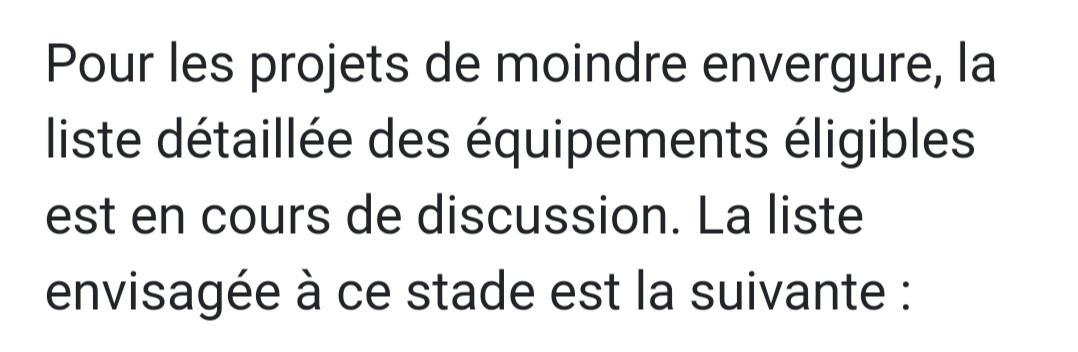 Pour les projets de moindre envergure, la
liste détaillée des équipements éligibles
est en cours de discussion. La liste
envisagée à ce stade est la suivante :